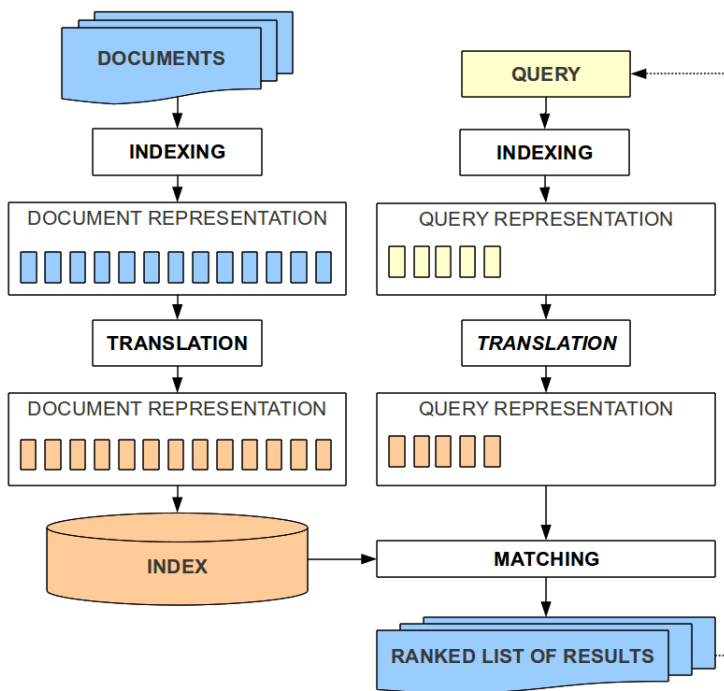 DOCUMENTS
INDEXING
DOCUMENT REPRESENTATION
TRANSLATION
DOCUMENT REPRESENTATION
INDEX
QUERY
INDEXING
QUERY REPRESENTATION
TRANSLATION
QUERY REPRESENTATION
MATCHING
RANKED LIST OF RESULTS